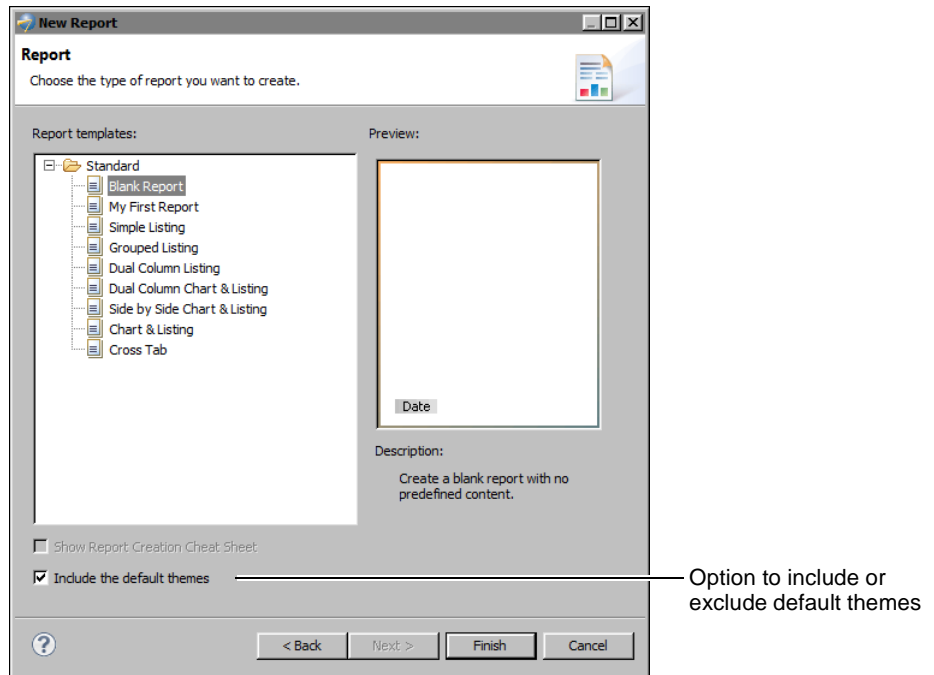 New Report
Report
Choose the type of report you want to create.
Report templates:
Preview:
Standard
Blank Report
My First Report
Simple Listing
Grouped Listing
Dual Column Listing
Dual Column Chart & Listing
Side by Side Chart & Listing
Chart & Listing
Cross Tab
Date
Description:
Create a blank report with no
predefined content.
Show Report Creation Cheat Sheet
Include the default themes
Option to include or
exclude default themes
?
< Back
Next >
Finish
Cancel